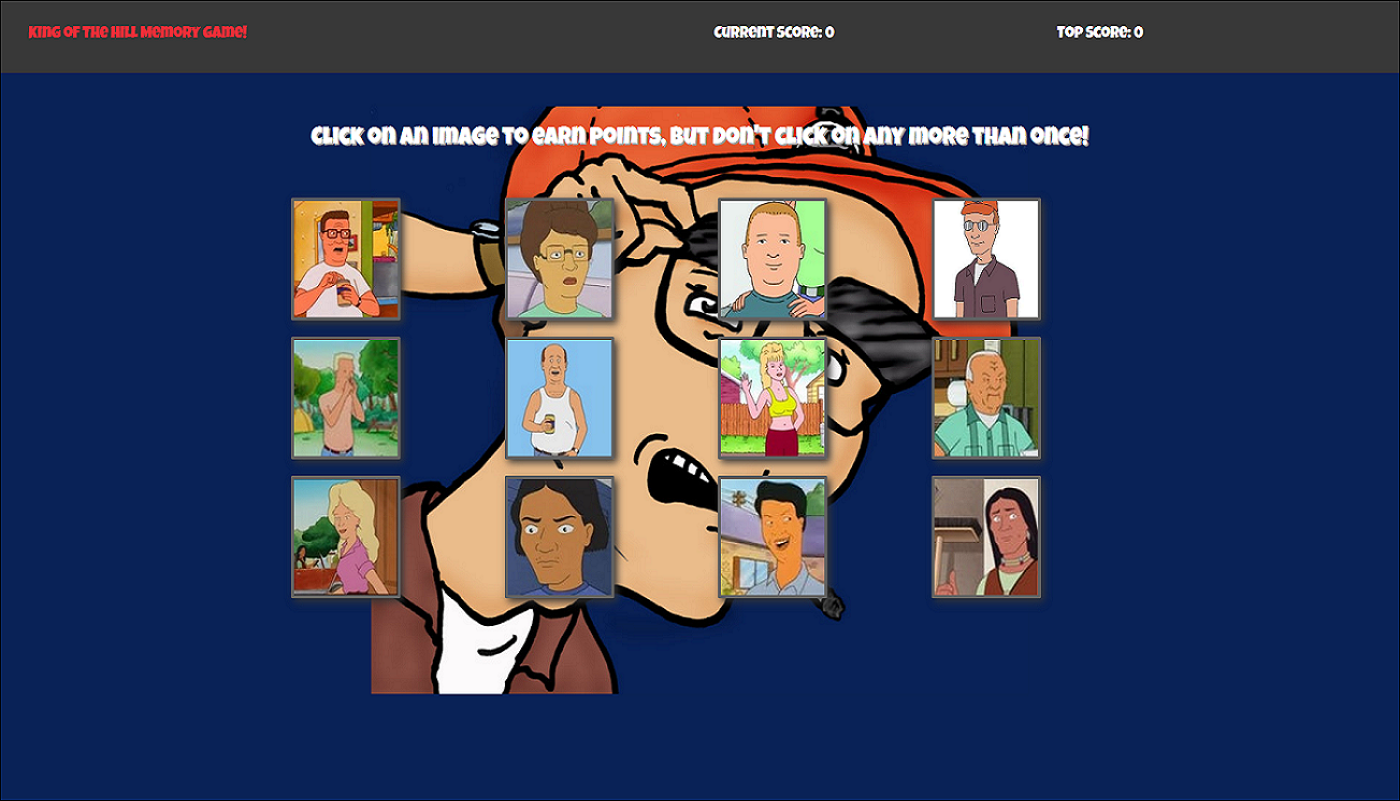 King of the Hill Memory Game!
Current Score: 0
Top Score: 0
Click on an image to earn points, but don't click on any more than once!